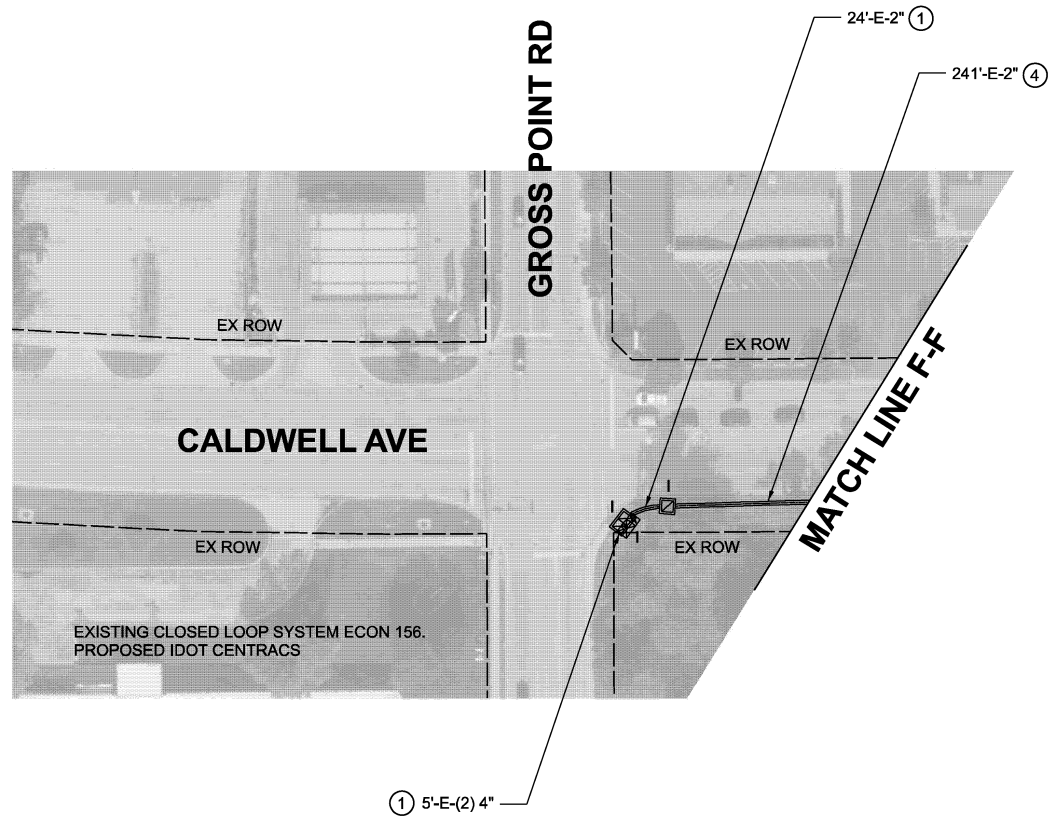 24'-E-2" 1
241'-E-2" 4
GROSS POINT RD
EX ROW
EX ROW
MATCH LINE F-F
CALDWELL AVE
EX ROW
EX ROW
EXISTING CLOSED LOOP SYSTEM ECON 156.
PROPOSED IDOT CENTRACS
1 5'-E-(2) 4"